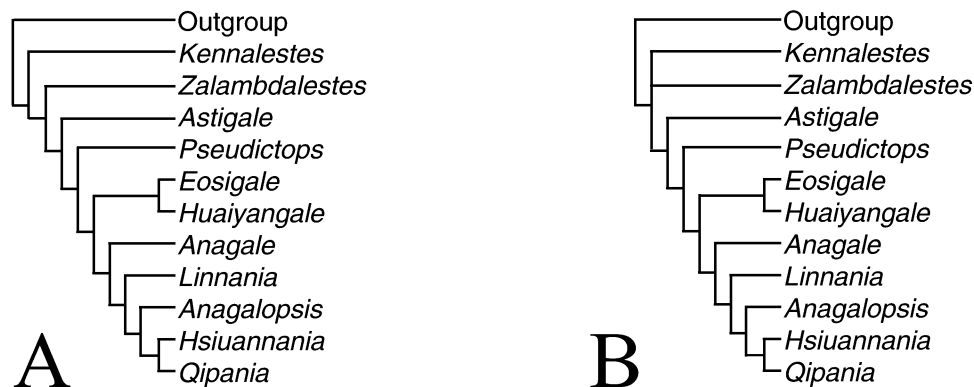 Outgroup
Kennalestes
Zalambdalestes
Astigale
Pseudictops
Eosigale
Huaiyangale
Anagale
Linnania
Anagalopsis
Hsiuannania
Qipania
A
Outgroup
Kennalestes
Zalambdalestes
Astigale
Pseudictops
Eosigale
Huaiyangale
Anagale
Linnania
Anagalopsis
Hsiuannania
Qipania
B